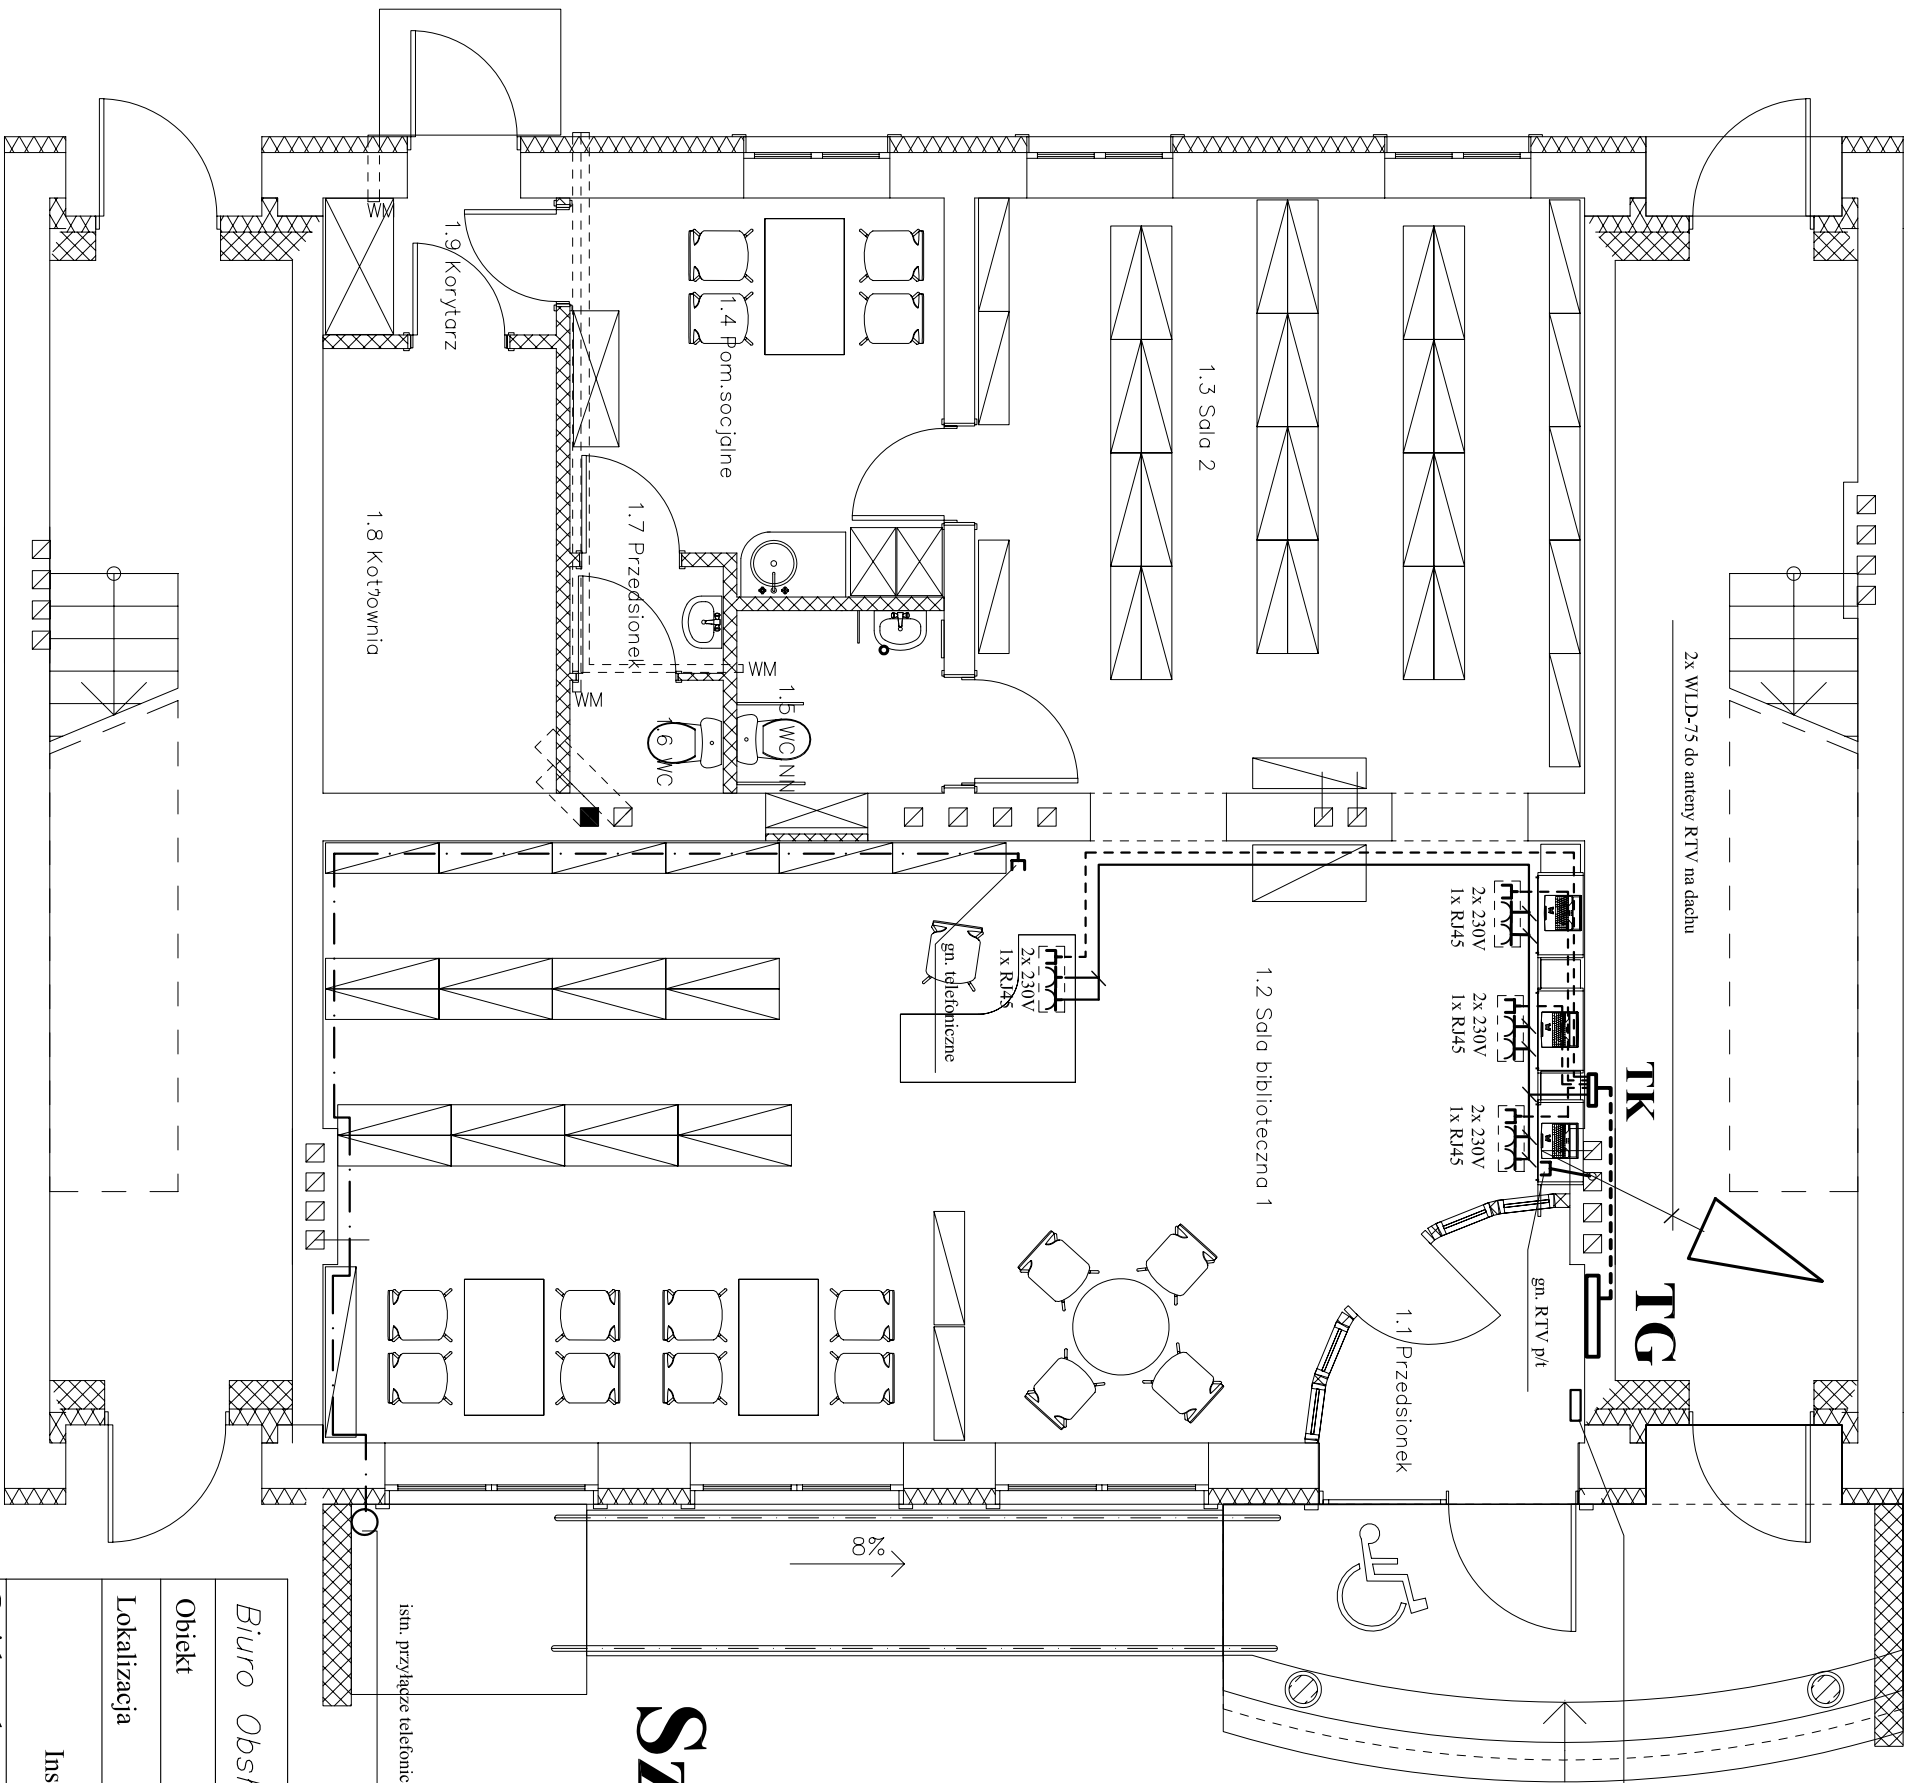 2x WLD-75 do anteny RTV na dachu
TK
TG
gn. RTV p/t
2x 230V
1x RJ45
2x 230V
1x RJ45
2x 230V
1x RJ45
2x 230V
1x RJ45
gn. telefoniczne
1.1 Przedsionek
1.2 Sala biblioteczna 1
1.3 Sala 2
1.4 Pom.socjalne
1.5 WC NN
1.6 WC
1.7 Przedsionek
1.8 Kotłownia
1.9 Korytarz
WM
WM
WM
8%
istn. przyłącze telefonic
Sz
Biuro Obsł
Obiekt
Lokalizacja
Ins